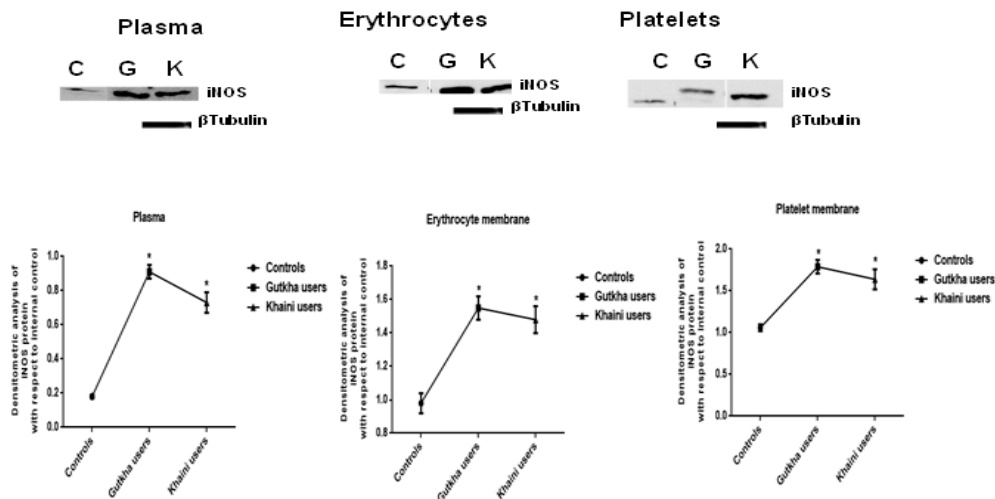 Plasma
C G K
iNOS
βTubulin
Erythrocytes
C G K
iNOS
βTubulin
Platelets
C G K
iNOS
βTubulin
Plasma
Densitometric analysis of
iNOS protein
with respect to internal control
1.0
0.8
0.6
0.4
0.2
0.0
*
*
Controls
Gutkha users
Khaini users
Controls
Gutkha users
Khaini users
Erythrocyte membrane
Densitometric analysis of
iNOS protein
with respect to internal control
1.8
1.6
1.4
1.2
1.0
0.8
*
*
Controls
Gutkha users
Khaini users
Controls
Gutkha users
Khaini users
Platelet membrane
Densitometric analysis of
iNOS protein
with respect to internal control
2.0
1.5
1.0
0.5
0.0
*
*
Controls
Gutkha users
Khaini users
Controls
Gutkha users
Khaini users